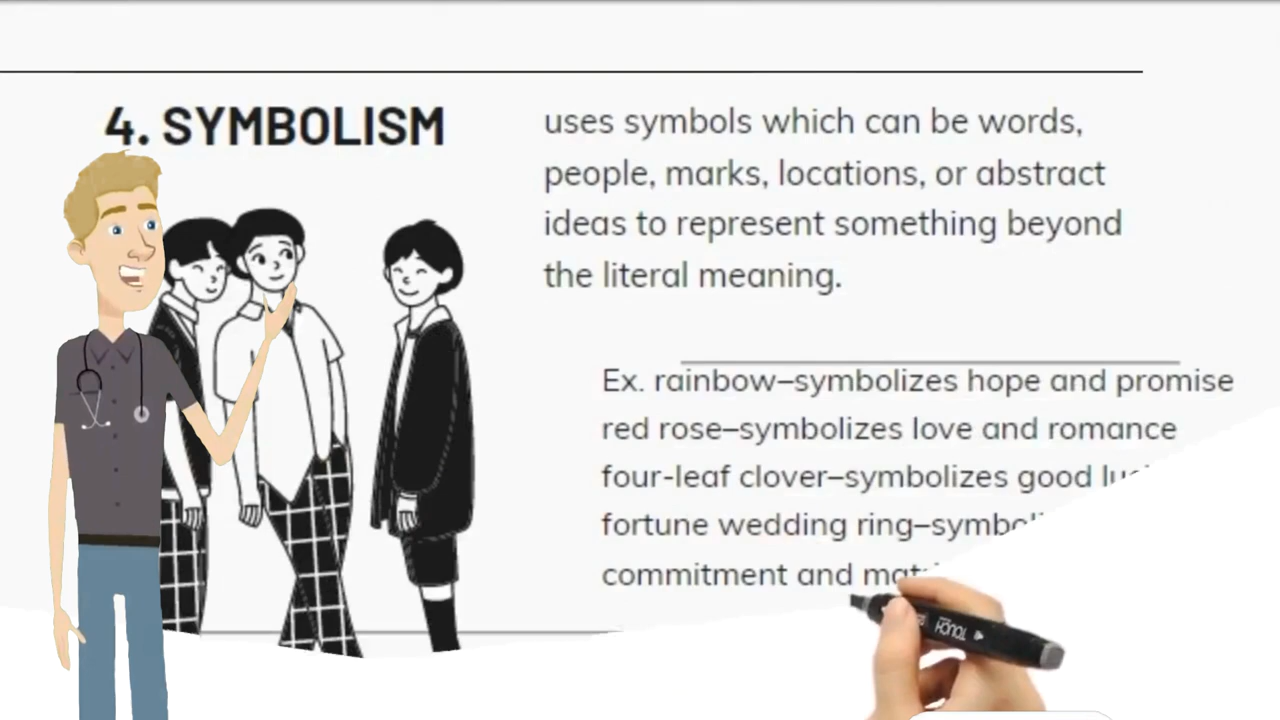 4. SYMBOLISM
uses symbols which can be words,
people, marks, locations, or abstract
ideas to represent something beyond
the literal meaning.
Ex. rainbow–symbolizes hope and promise
red rose–symbolizes love and romance
four-leaf clover–symbolizes good
fortune wedding ring–
commitment and
TOUCH